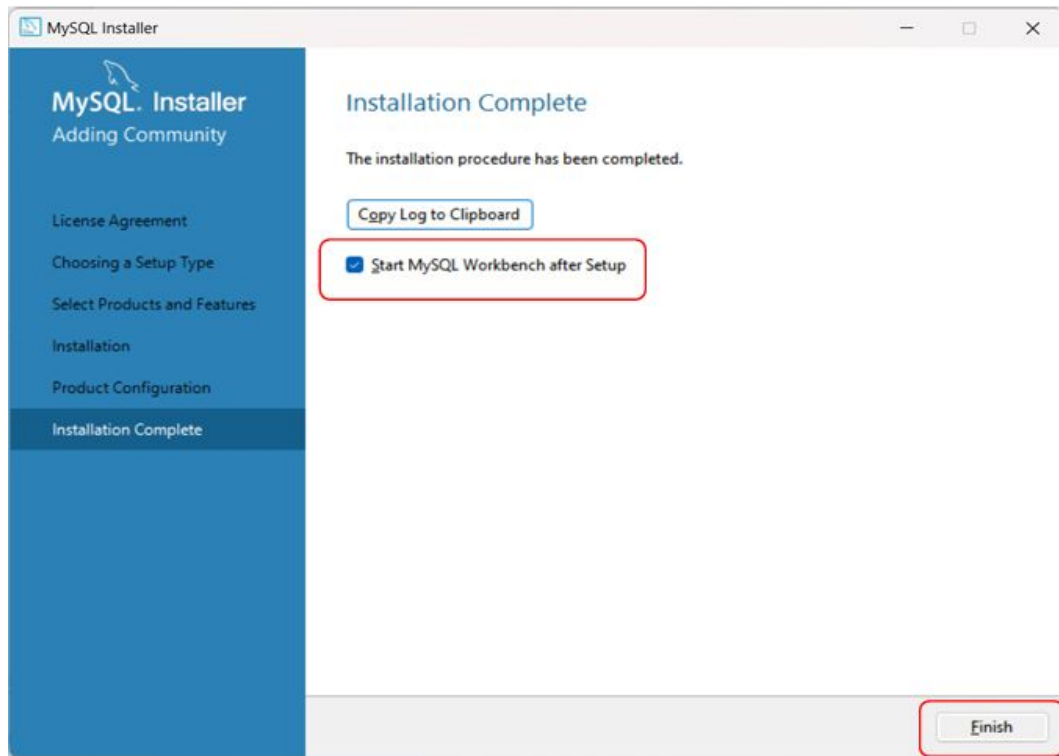 MySQL Installer
MySQL. Installer
Adding Community
License Agreement
Choosing a Setup Type
Select Products and Features
Installation
Product Configuration
Installation Complete
Installation Complete
The installation procedure has been completed.
Copy Log to Clipboard
Start MySQL Workbench after Setup
Finish